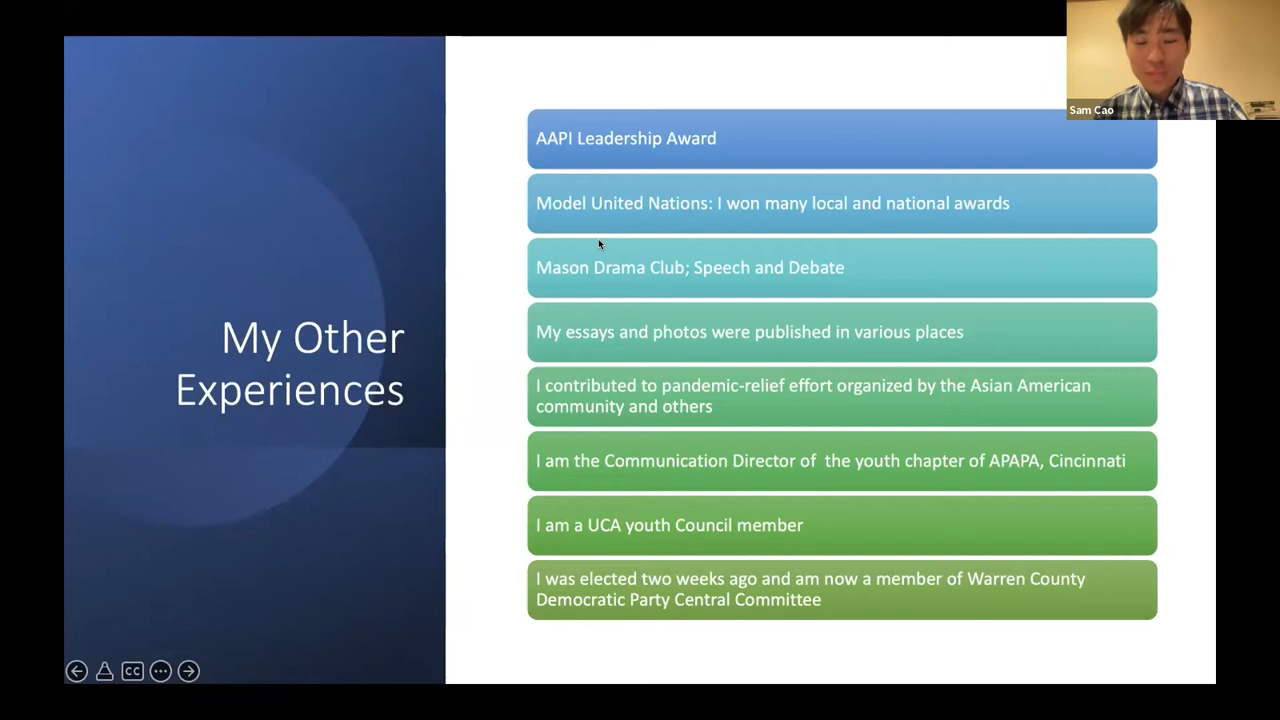 Sam Cao
My Other
Experiences
AAPI Leadership Award
Model United Nations: I won many local and national awards
Mason Drama Club; Speech and Debate
My essays and photos were published in various places
I contributed to pandemic-relief effort organized by the Asian American
community and others
I am the Communication Director of  the youth chapter of APAPA, Cincinnati
I am a UCA youth Council member
I was elected two weeks ago and am now a member of Warren County
Democratic Party Central Committee
CC